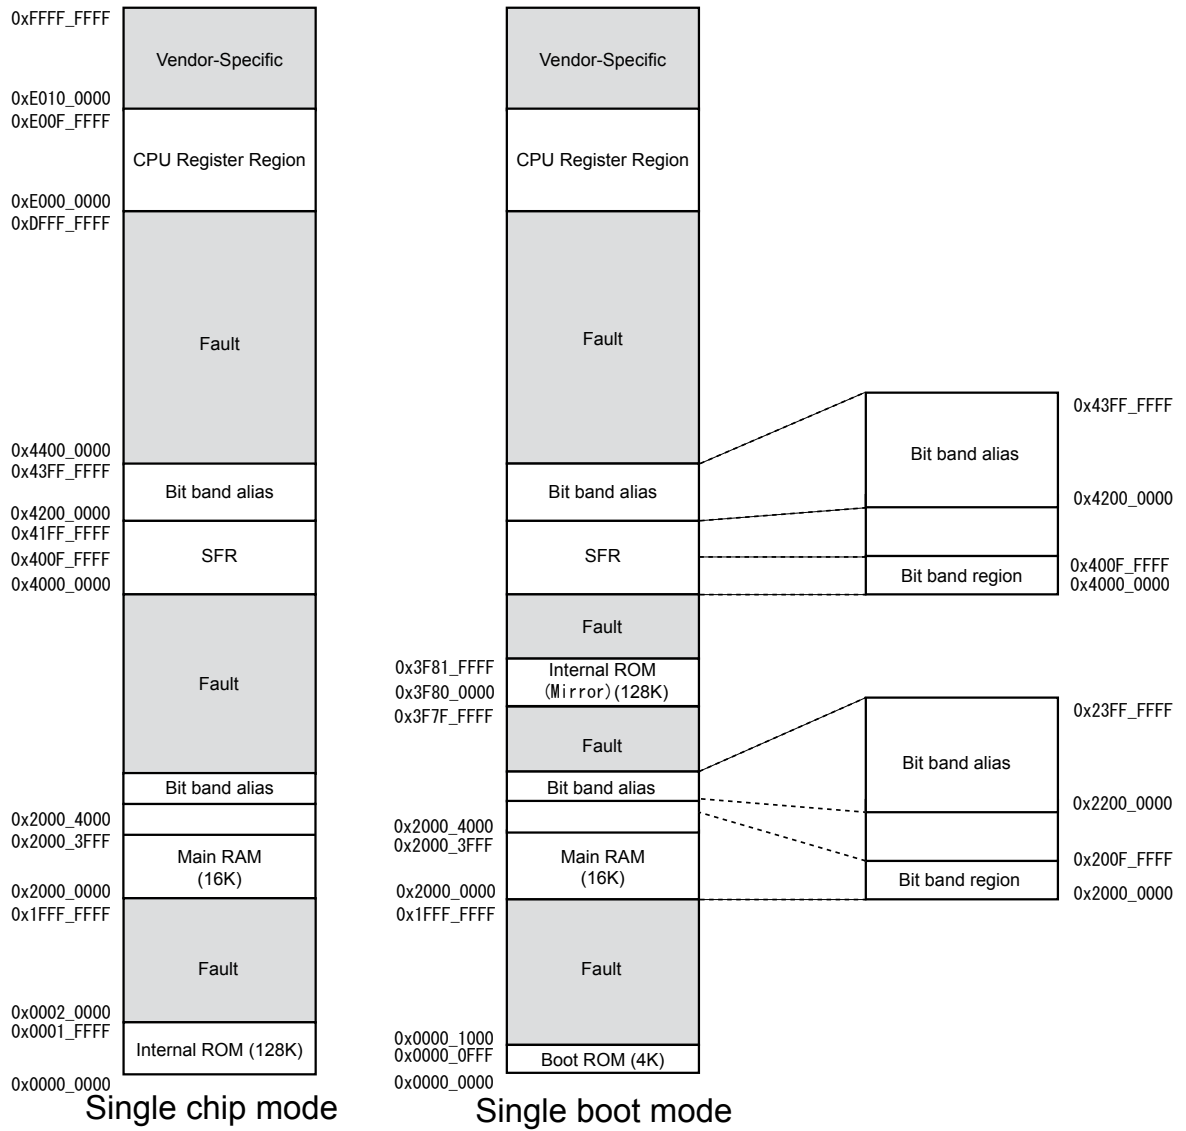 0xFFFF_FFFF
Vendor-Specific
0xE010_0000
0xE00F_FFFF
CPU Register Region
0xE000_0000
0xDFFF_FFFF
Fault
0x4400_0000
0x43FF_FFFF
Bit band alias
0x4200_0000
0x41FF_FFFF
0x400F_FFFF
SFR
0x4000_0000
Fault
Bit band alias
0x2000_4000
0x2000_3FFF
Main RAM
(16K)
0x2000_0000
0x1FFF_FFFF
Fault
0x0002_0000
0x0001_FFFF
Internal ROM (128K)
0x0000_0000
Single chip mode
Vendor-Specific
CPU Register Region
Fault
Bit band alias
SFR
Fault
0x3F81_FFFF
Internal ROM
0x3F80_0000
(Mirror)(128K)
0x3F7F_FFFF
Fault
Bit band alias
0x2000_4000
0x2000_3FFF
Main RAM
(16K)
0x2000_0000
0x1FFF_FFFF
Fault
0x0000_1000
0x0000_0FFF
Boot ROM (4K)
0x0000_0000
Single boot mode
0x43FF_FFFF
Bit band alias
0x4200_0000
0x400F_FFFF
Bit band region
0x4000_0000
0x23FF_FFFF
Bit band alias
0x2200_0000
0x200F_FFFF
Bit band region
0x2000_0000